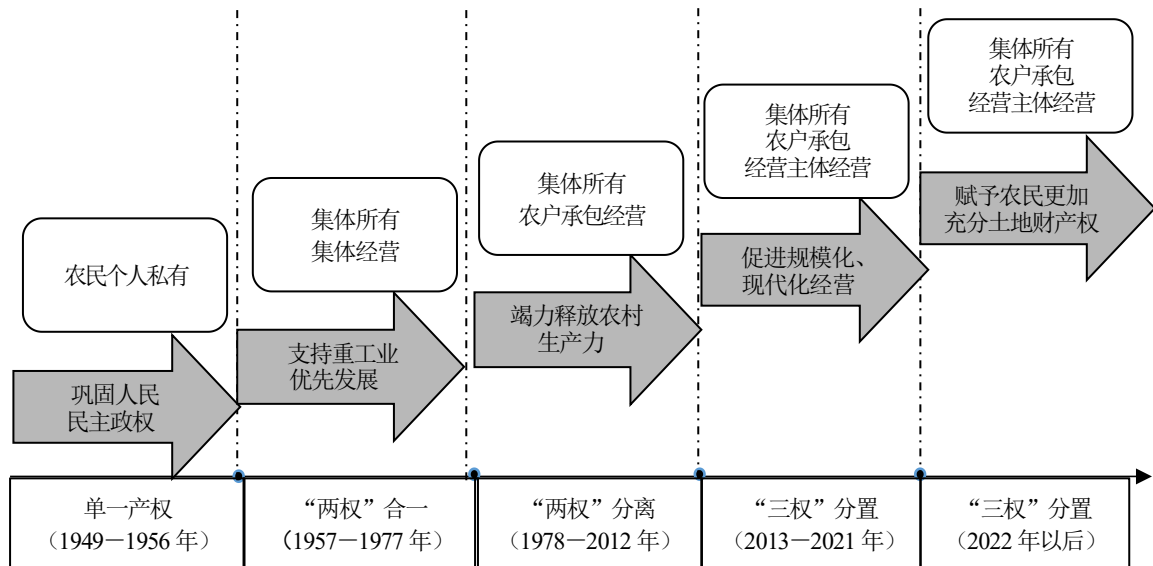 农民个人私有
巩固人民
民主政权
集体所有
集体经营
支持重工业
优先发展
集体所有
农户承包经营
竭力释放农村
生产力
集体所有
农户承包
经营主体经营
促进规模化、
现代化经营
集体所有
农户承包
经营主体经营
赋予农民更加
充分土地财产权
单一产权
（1949－1956 年）
“两权”合一
（1957－1977 年）
“两权”分离
（1978－2012 年）
“三权”分置
（2013－2021 年）
“三权”分置
（2022 年以后）